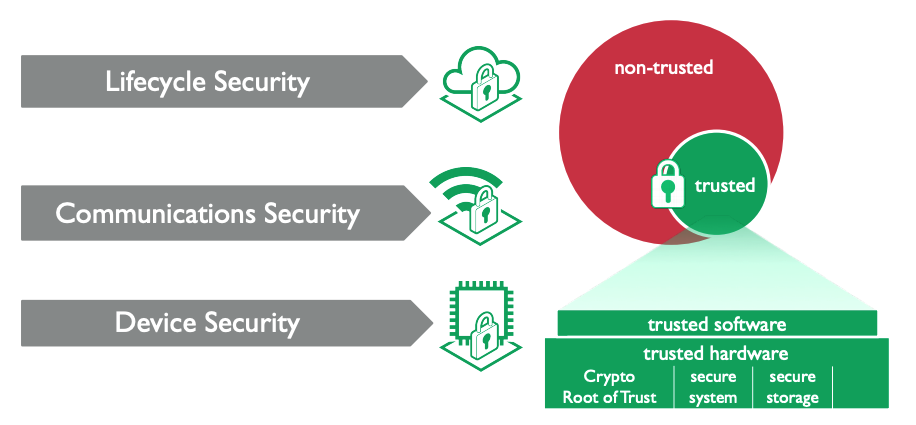 Lifecycle Security
Communications Security
Device Security
non-trusted
trusted
trusted software
trusted hardware
Crypto
Root of Trust
secure
system
secure
storage